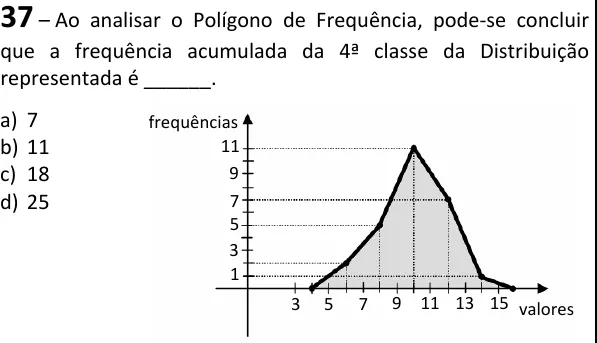 37 – Ao analisar o Polígono de Frequência, pode-se concluir
que a frequência acumulada da 4ª classe da Distribuição
representada é ______.
a) 7
b) 11
c) 18
d) 25
frequências
11
9
7
5
3
1
3 5 7 9 11 13 15 valores